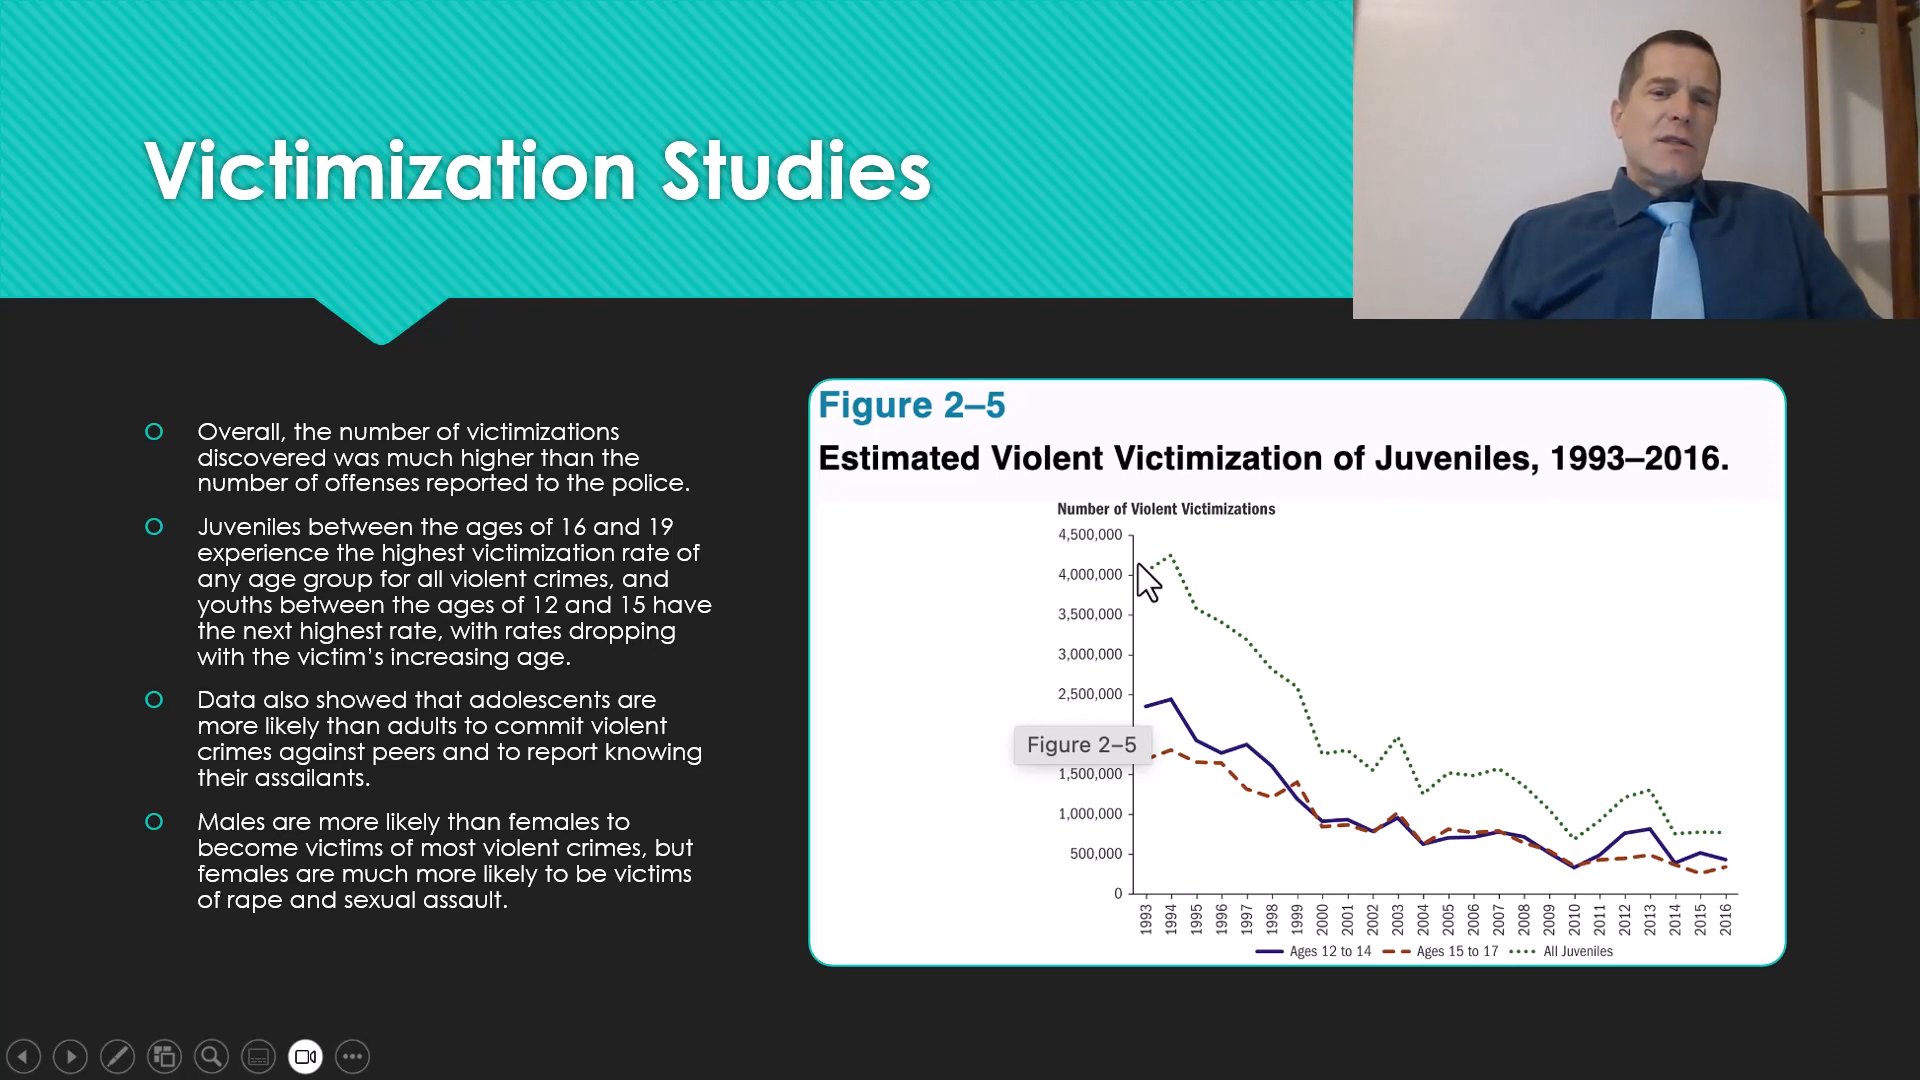 Victimization Studies
Overall, the number of victimizations
discovered was much higher than the
number of offenses reported to the police.
Juveniles between the ages of 16 and 19
experience the highest victimization rate of
any age group for all violent crimes, and
youths between the ages of 12 and 15 have
the next highest rate, with rates dropping
with the victim’s increasing age.
Data also showed that adolescents are
more likely than adults to commit violent
crimes against peers and to report knowing
their assailants.
Males are more likely than females to
become victims of most violent crimes, but
females are much more likely to be victims
of rape and sexual assault.
Figure 2–5
Estimated Violent Victimization of Juveniles, 1993–2016.
Number of Violent Victimizations
4,500,000
4,000,000
3,500,000
3,000,000
2,500,000
Figure 2–5
1,500,000
1,000,000
500,000
0
1993 1994 1995 1996 1997 1998 1999 2000 2001 2002 2003 2004 2005 2006 2007 2008 2009 2010 2011 2012 2013 2014 2015 2016
Ages 12 to 14 Ages 15 to 17 All Juveniles